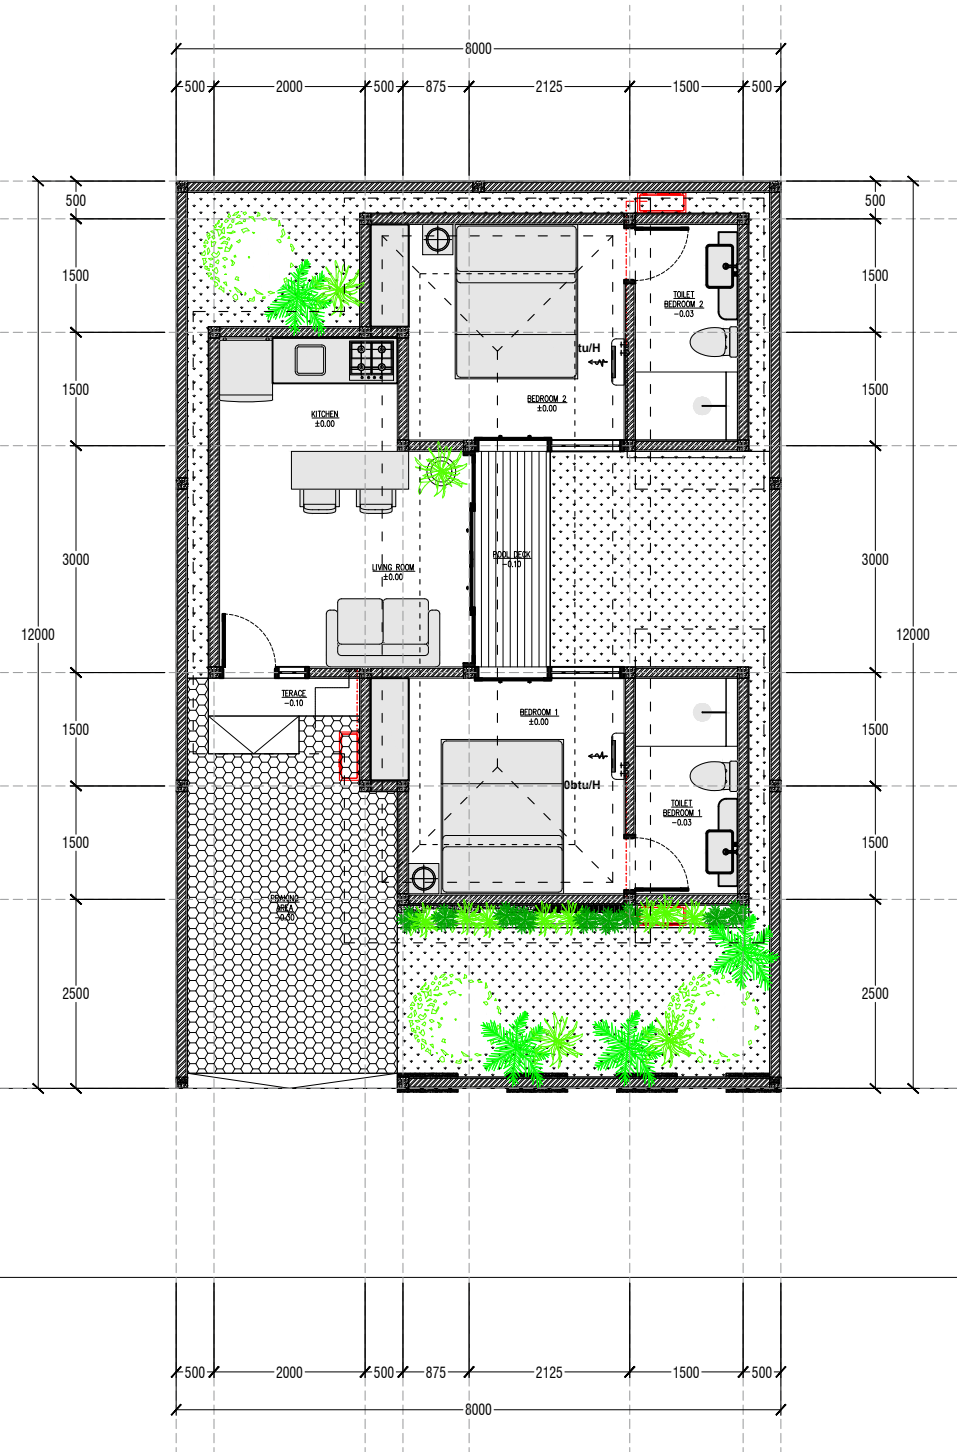 8000
500 2000 500 875 2125 1500 500
500 500
1500 1500
TOILET
BEDROOM 2
-0.03
tu/H
1500 1500
BEDROOM 2
±0.00
KITCHEN
±0.00
3000 3000
POOL DECK
-0.10
LIVING ROOM
±0.00
12000 12000
TERACE
-0.10
BEDROOM 1
±0.00
1500 1500
0btu/H
TOILET
BEDROOM 1
-0.03
1500 1500
AREA
2500 2500
500 2000 500 875 2125 1500 500
8000